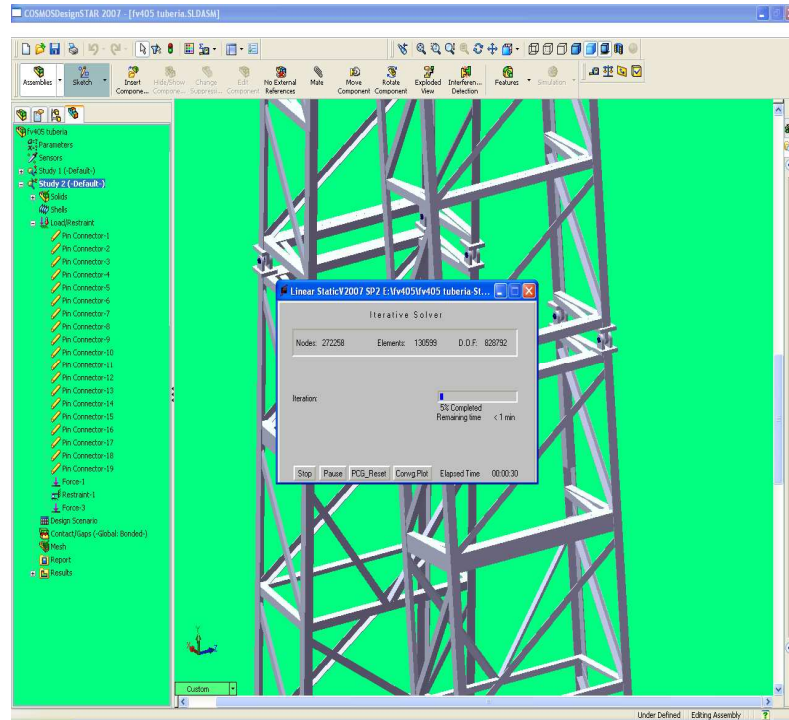 COSMOSDesignSTAR 2007 - [fv405 tuberia.SLDASM]
Assemblies
Sketch
Insert Compone...
Hide/Show Compone...
Change Suppressi...
Edit Component
No External References
Mate
Move Component
Rotate Component
Exploded View
Interferen... Detection
Features
Simulation
fv405 tuberia
Parameters
Sensors
Study 1 (-Default-)
Study 2 (-Default-)
Solids
Shells
Load/Restraint
Pin Connector-1
Pin Connector-2
Pin Connector-3
Pin Connector-4
Pin Connector-5
Pin Connector-6
Pin Connector-7
Pin Connector-8
Pin Connector-9
Pin Connector-10
Pin Connector-11
Pin Connector-12
Pin Connector-13
Pin Connector-14
Pin Connector-15
Pin Connector-16
Pin Connector-17
Pin Connector-18
Pin Connector-19
Force-1
Restraint-1
Force-3
Design Scenario
Contact/Gaps (-Global: Bonded-)
Mesh
Report
Results
Linear StaticV2007 SP2 E:\fv405\fv405 tuberia-St...
Iterative Solver
Nodes: 272258 Elements: 130599 D.O.F: 828792
Iteration:
5% Completed
Remaining time < 1 min
Stop Pause PCG_Reset Convg Plot Elapsed Time 00:00:30
Custom
Under Defined Editing Assembly